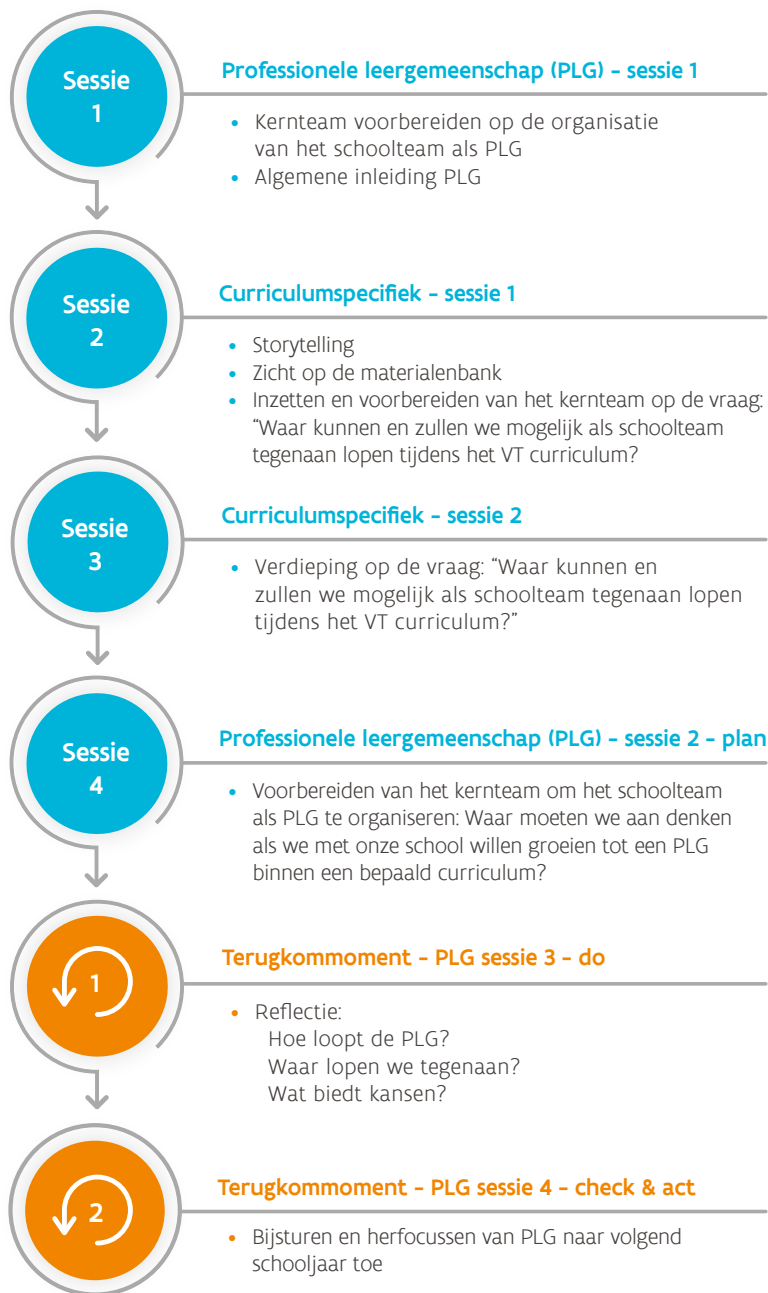 Sessie
1
Professionele leergemeenschap (PLG) - sessie 1
• Kernteam voorbereiden op de organisatie
van het schoolteam als PLG
• Algemene inleiding PLG
Sessie
2
Curriculumspecifiek - sessie 1
• Storytelling
• Zicht op de materialenbank
• Inzetten en voorbereiden van het kernteam op de vraag:
“Waar kunnen en zullen we mogelijk als schoolteam
tegenaan lopen tijdens het VT curriculum?
Sessie
3
Curriculumspecifiek - sessie 2
• Verdieping op de vraag: “Waar kunnen en
zullen we mogelijk als schoolteam tegenaan lopen
tijdens het VT curriculum?”
Sessie
4
Professionele leergemeenschap (PLG) - sessie 2 - plan
• Voorbereiden van het kernteam om het schoolteam
als PLG te organiseren: Waar moeten we aan denken
als we met onze school willen groeien tot een PLG
binnen een bepaald curriculum?
1
Terugkommoment - PLG sessie 3 - do
• Reflectie:
Hoe loopt de PLG?
Waar lopen we tegenaan?
Wat biedt kansen?
2
Terugkommoment - PLG sessie 4 - check & act
• Bijsturen en herfocussen van PLG naar volgend
schooljaar toe